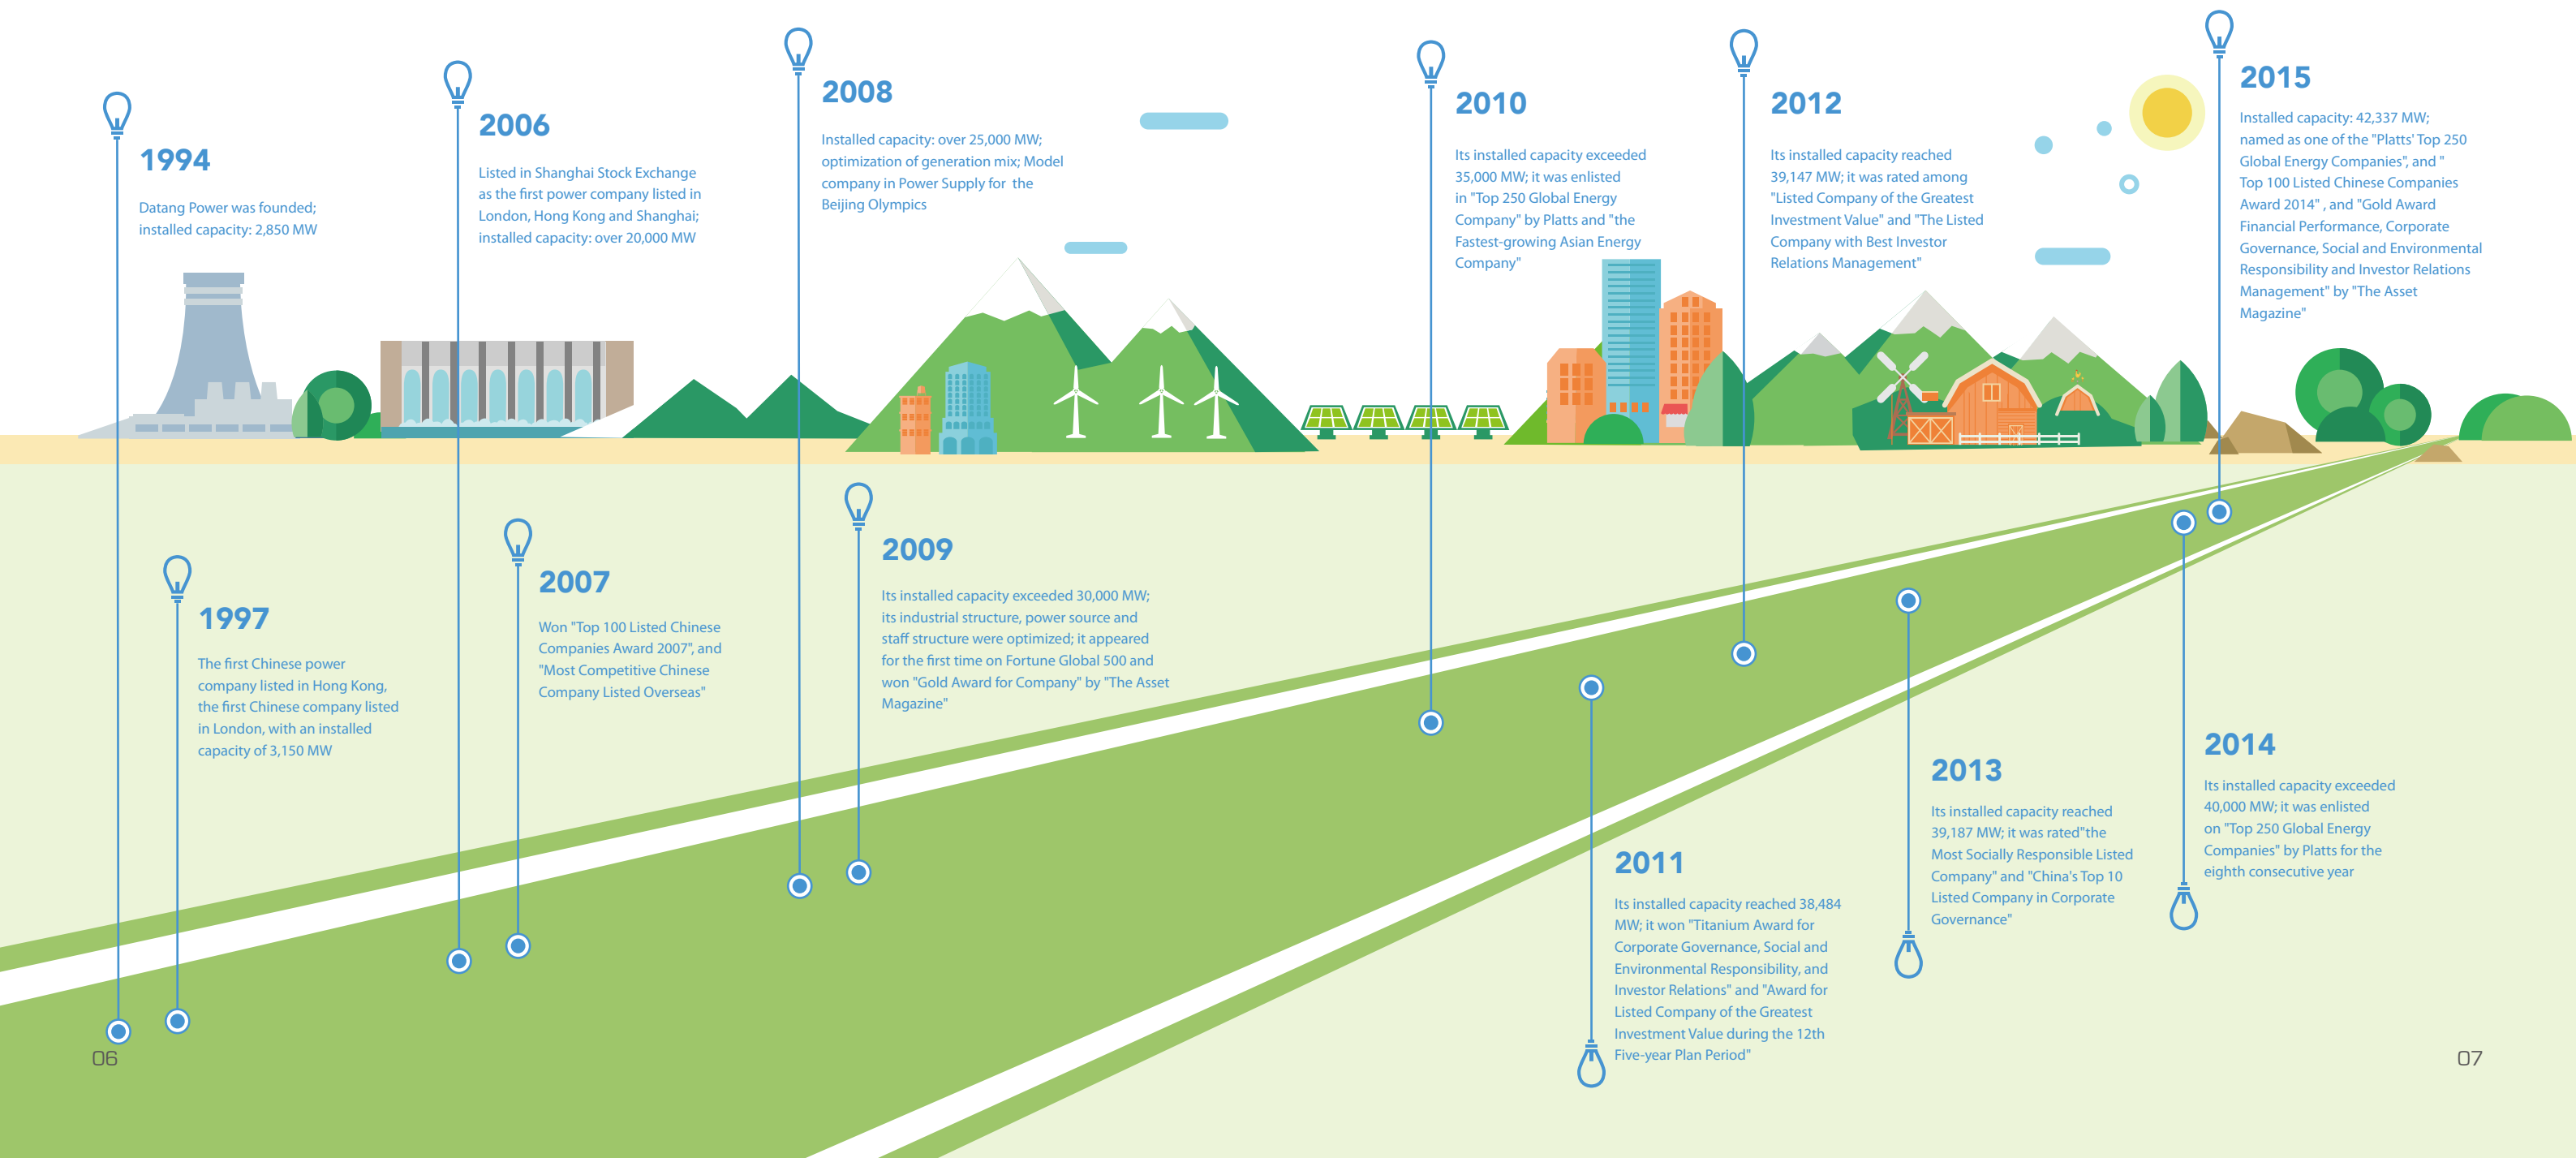 1994
Datang Power was founded;
installed capacity: 2,850 MW
1997
The first Chinese power
company listed in Hong Kong,
the first Chinese company listed
in London, with an installed
capacity of 3,150 MW
2006
Listed in Shanghai Stock Exchange
as the first power company listed in
London, Hong Kong and Shanghai;
installed capacity: over 20,000 MW
2007
Won "Top 100 Listed Chinese
Companies Award 2007", and
"Most Competitive Chinese
Company Listed Overseas"
2008
Installed capacity: over 25,000 MW;
optimization of generation mix; Model
company in Power Supply for the
Beijing Olympics
2009
Its installed capacity exceeded 30,000 MW;
its industrial structure, power source and
staff structure were optimized; it appeared
for the first time on Fortune Global 500 and
won "Gold Award for Company" by "The Asset
Magazine"
2010
Its installed capacity exceeded
35,000 MW; it was enlisted
in "Top 250 Global Energy
Company" by Platts and "the
Fastest-growing Asian Energy
Company"
2011
Its installed capacity reached 38,484
MW; it won "Titanium Award for
Corporate Governance, Social and
Environmental Responsibility, and
Investor Relations" and "Award for
Listed Company of the Greatest
Investment Value during the 12th
Five-year Plan Period"
2012
Its installed capacity reached
39,147 MW; it was rated among
"Listed Company of the Greatest
Investment Value" and "The Listed
Company with Best Investor
Relations Management"
2013
Its installed capacity reached
39,187 MW; it was rated"the
Most Socially Responsible Listed
Company" and "China's Top 10
Listed Company in Corporate
Governance"
2014
Its installed capacity exceeded
40,000 MW; it was enlisted
on "Top 250 Global Energy
Companies" by Platts for the
eighth consecutive year
2015
Installed capacity: 42,337 MW;
named as one of the "Platts' Top 250
Global Energy Companies", and "
Top 100 Listed Chinese Companies
Award 2014" , and "Gold Award
Financial Performance, Corporate
Governance, Social and Environmental
Responsibility and Investor Relations
Management" by "The Asset
Magazine"
06
07